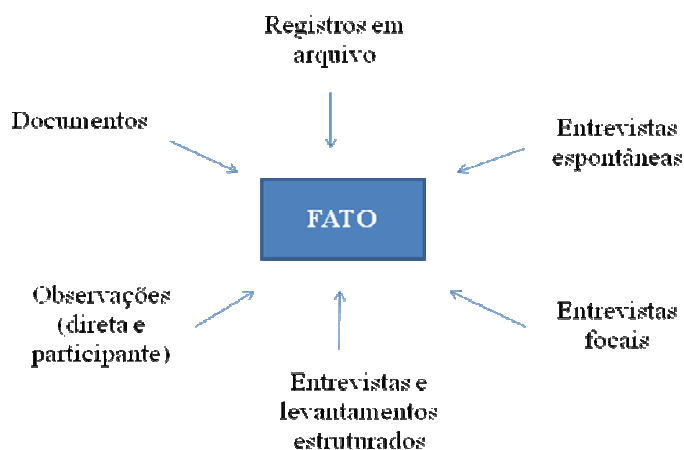 Registros em
arquivo
Documentos
Entrevistas
espontâneas
FATO
Observações
(direta e
participante)
Entrevistas
focais
Entrevistas e
levantamentos
estruturados